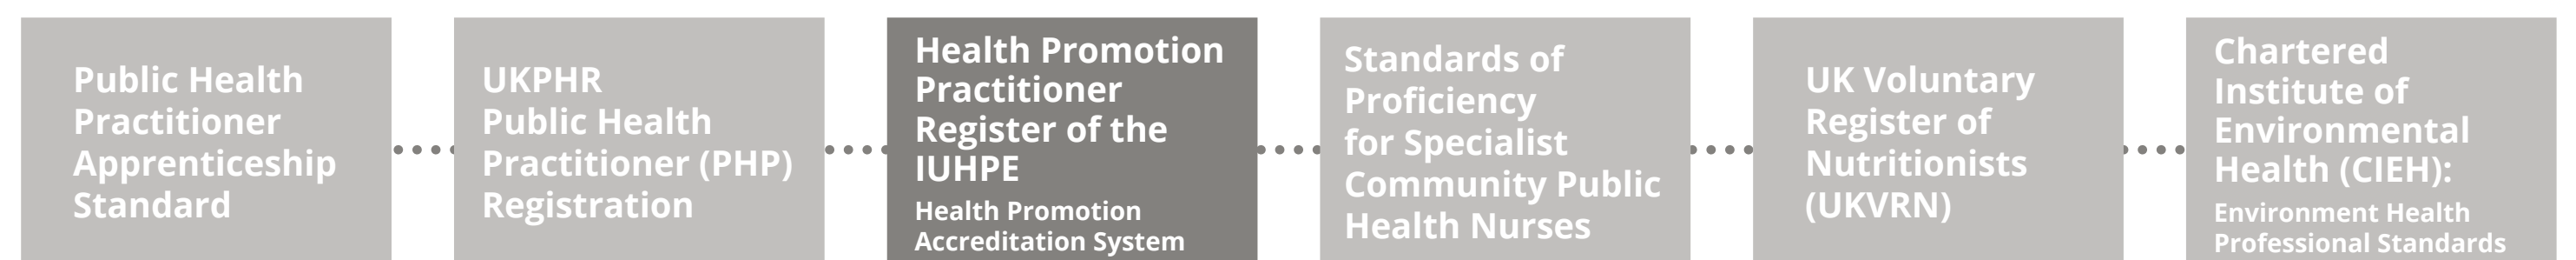 Public Health
Practitioner
Apprenticeship
Standard
UKPHR
Public Health
Practitioner (PHP)
Registration
Health Promotion
Practitioner
Register of the
IUHPE
Health Promotion
Accreditation System
Standards of
Proficiency
for Specialist
Community Public
Health Nurses
UK Voluntary
Register of
Nutritionists
(UKVRN)
Chartered
Institute of
Environmental
Health (CIEH):
Environment Health
Professional Standards